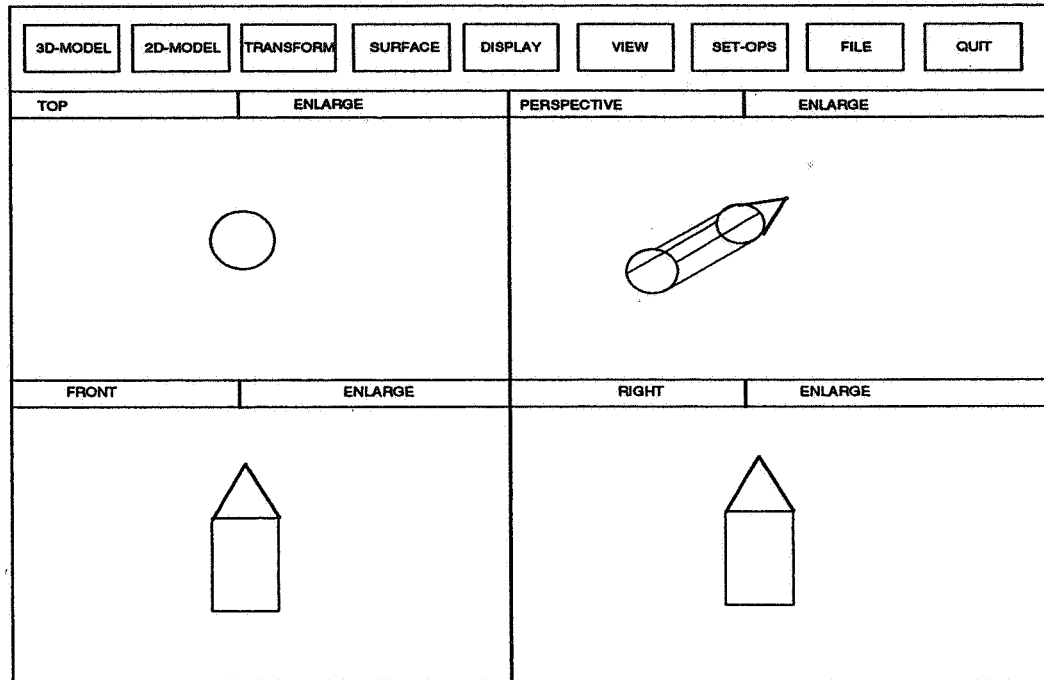 3D-MODEL 2D-MODEL TRANSFORM SURFACE DISPLAY VIEW SET-OPS FILE QUIT
TOP ENLARGE PERSPECTIVE ENLARGE
FRONT ENLARGE RIGHT ENLARGE